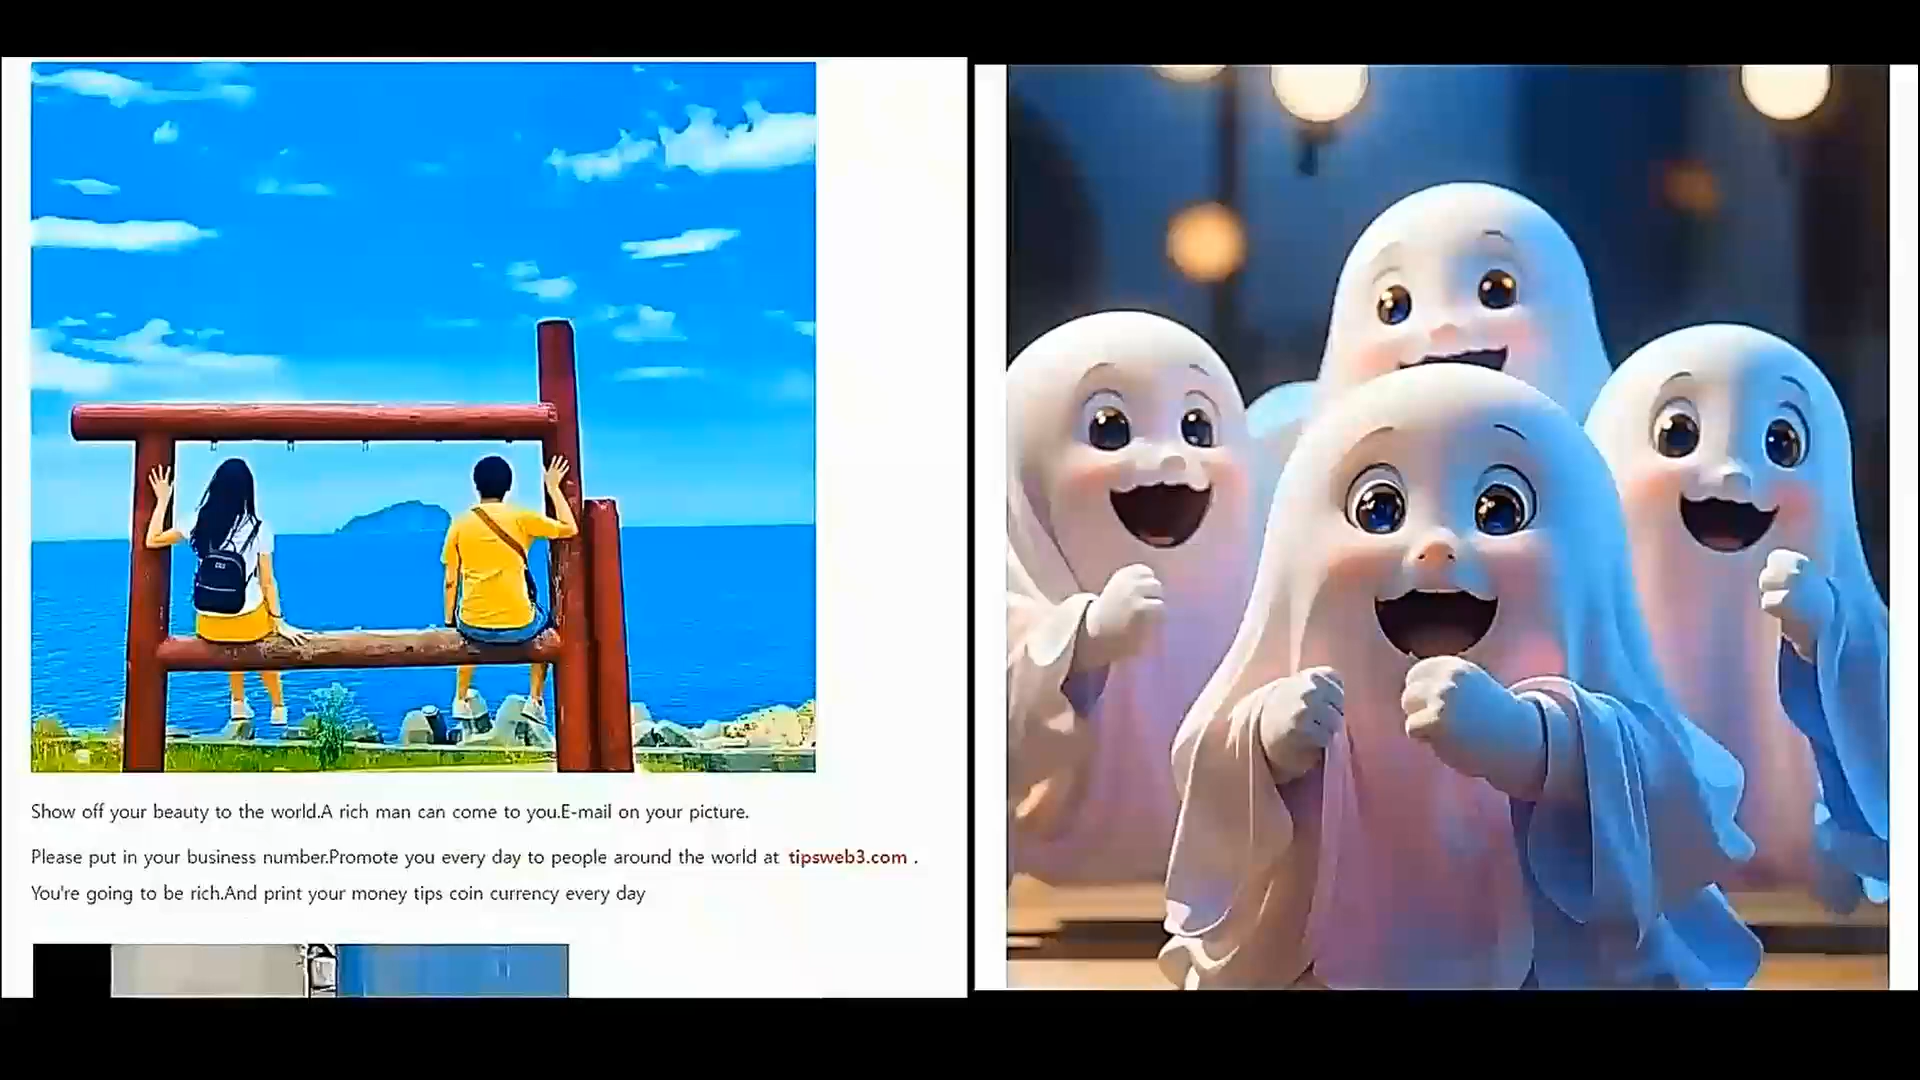 Show off your beauty to the world.A rich man can come to you.E-mail on your picture.
Please put in your business number.Promote you every day to people around the world at tipsweb3.com .
You're going to be rich.And print your money tips coin currency every day